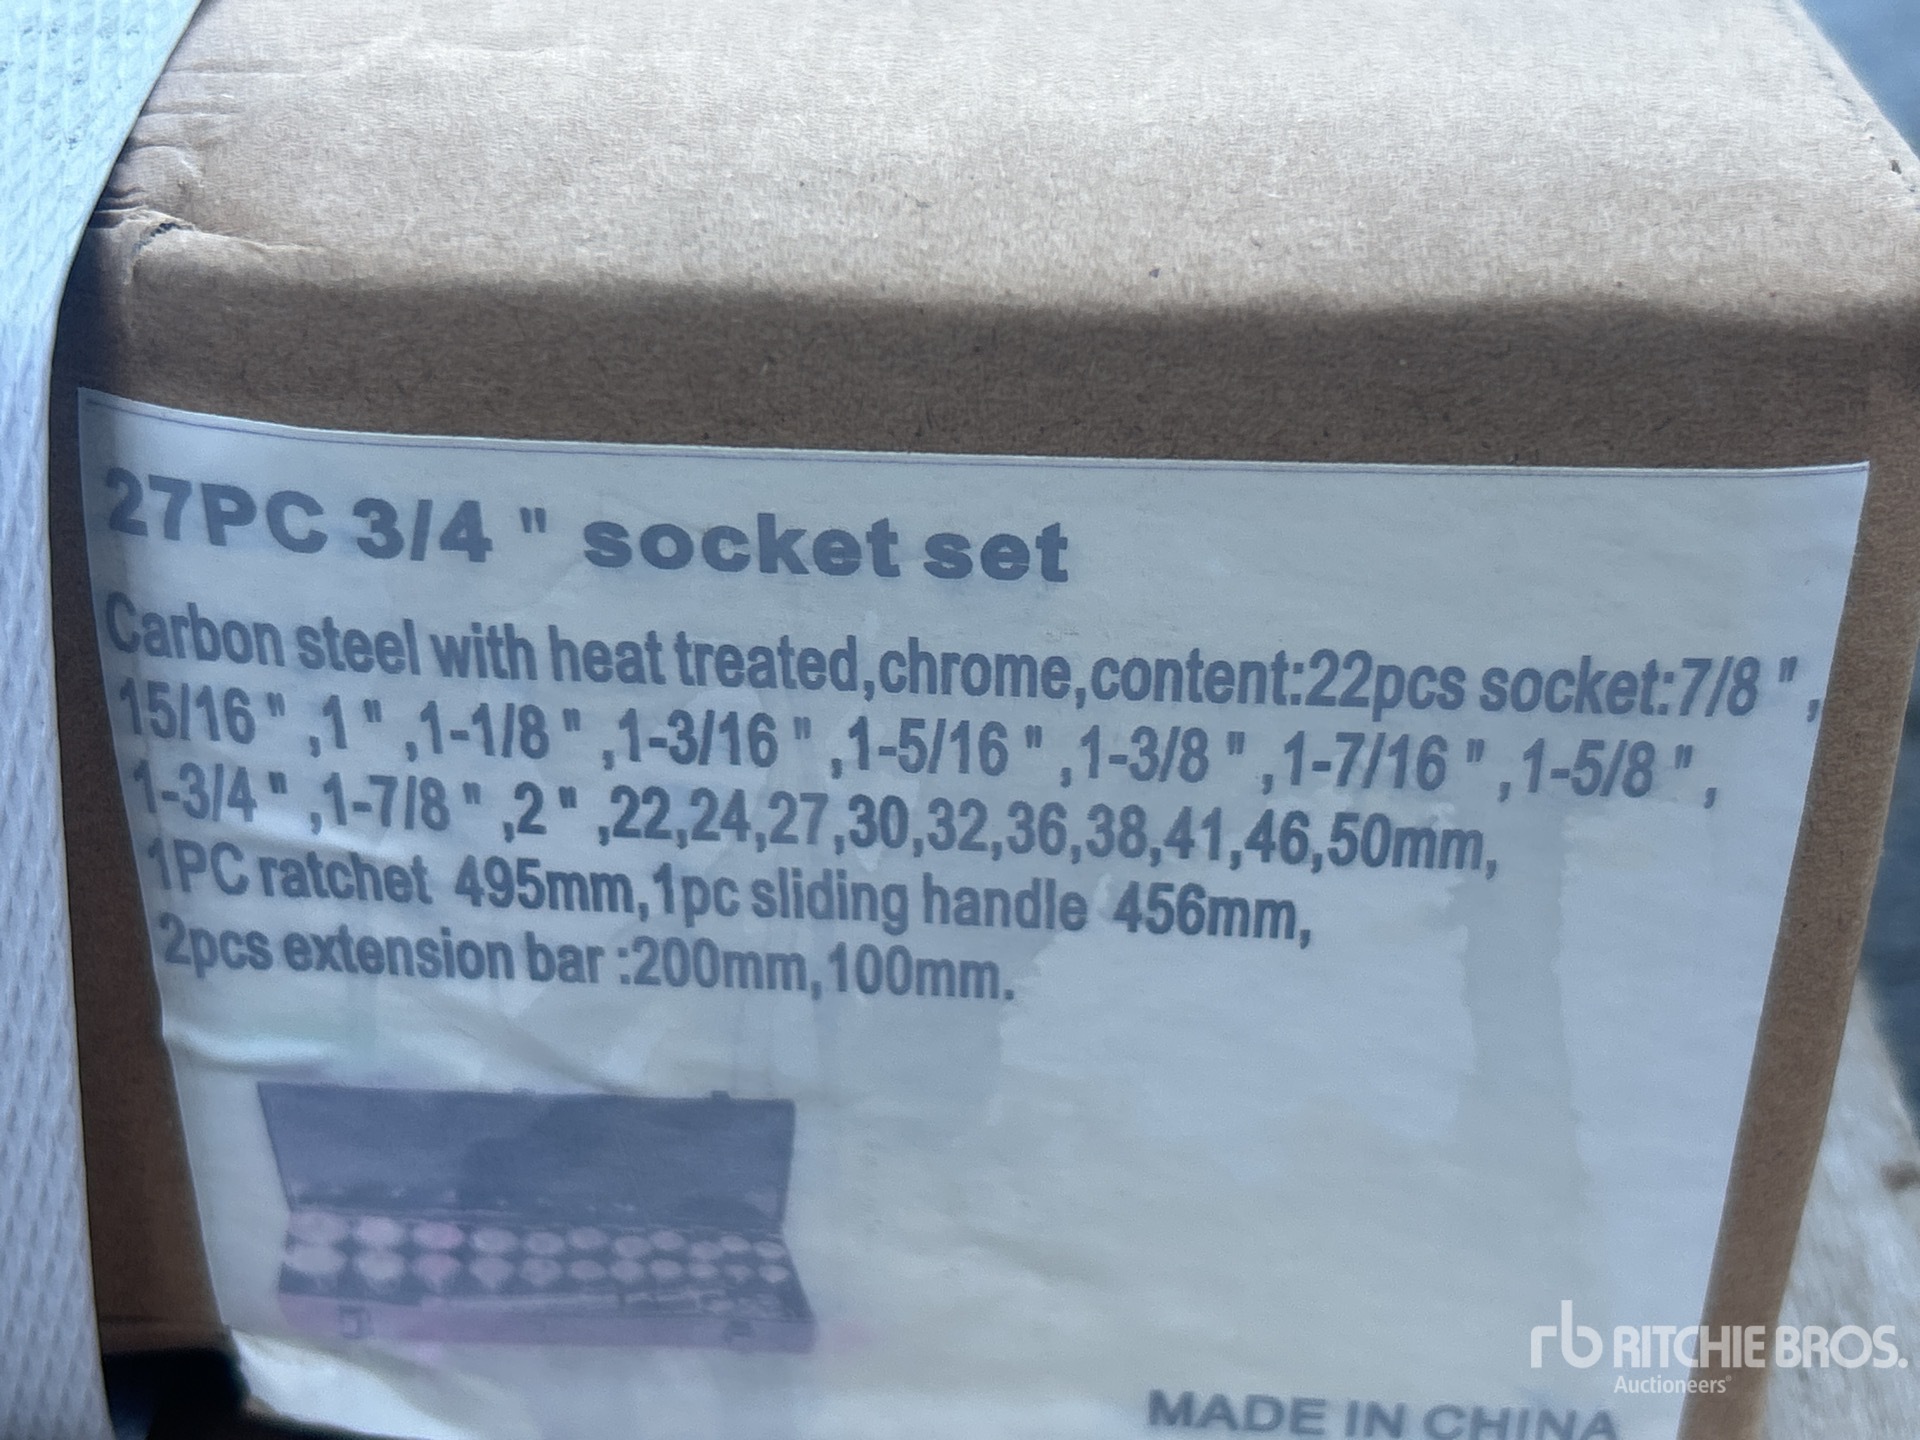 27PC 3/4 " socket set
Carbon steel with heat treated,chrome,content:22pcs socket:7/8 ",
15/16 ",1 ",1-1/8 ",1-3/16 ",1-5/16 ",1-3/8 ",1-7/16 ",1-5/8 ",
1-3/4 ",1-7/8 ",2 ",22,24,27,30,32,36,38,41,46,50mm,
1PC ratchet 495mm,1pc sliding handle 456mm,
2pcs extension bar :200mm,100mm.
MADE IN CHINA
rb RITCHIE BROS.
Auctioneers®